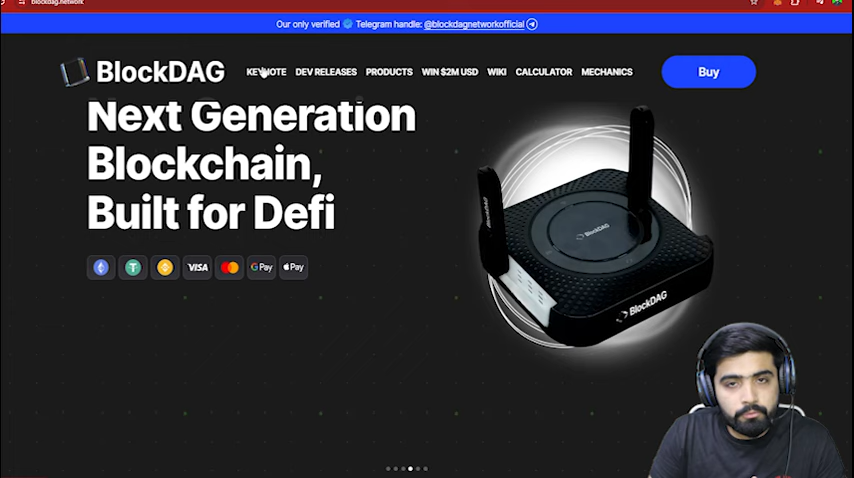 blockdag.network
Our only verified Telegram handle: @blockdagnetworkofficial
BlockDAG
KEYNOTE DEV RELEASES PRODUCTS WIN $2M USD WIKI CALCULATOR MECHANICS
Buy
Next Generation
Blockchain,
Built for Defi
VISA
G Pay
Pay
BlockDAG
BlockDAG
BlockDAG